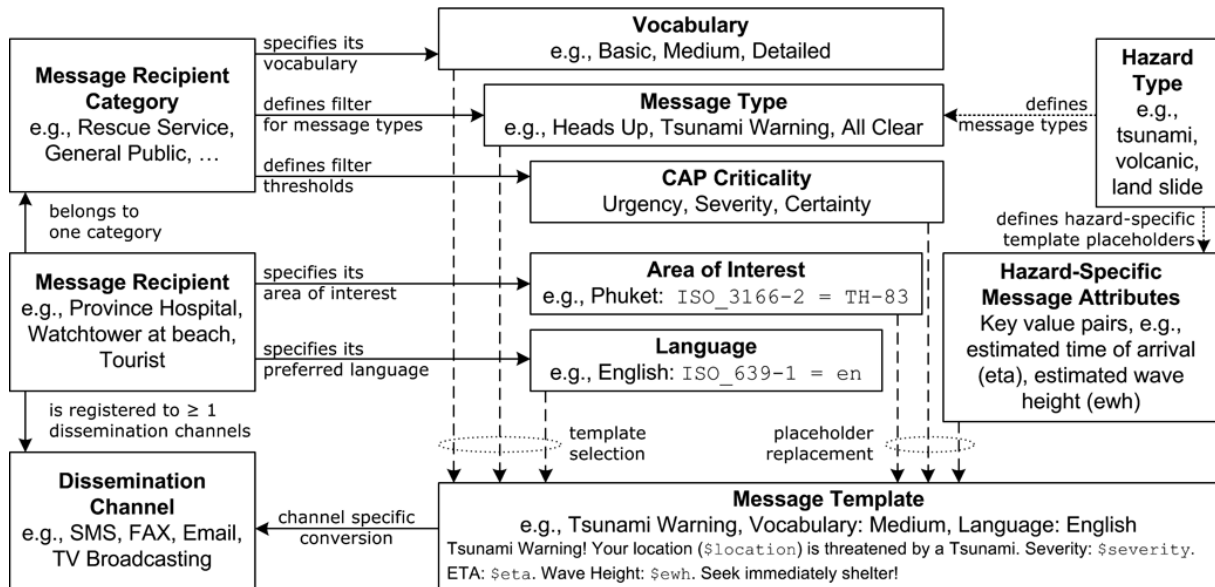 Vocabulary
e.g., Basic, Medium, Detailed
specifies its
vocabulary
Message Recipient
Category
e.g., Rescue Service,
General Public, …
defines filter
for message types
Message Type
e.g., Heads Up, Tsunami Warning, All Clear
defines
message types
Hazard
Type
e.g.,
tsunami,
volcanic,
land slide
defines filter
thresholds
CAP Criticality
Urgency, Severity, Certainty
belongs to
one category
defines hazard-specific
template placeholders
Message Recipient
e.g., Province Hospital,
Watchtower at beach,
Tourist
specifies its
area of interest
Area of Interest
e.g., Phuket: ISO_3166-2 = TH-83
Hazard-Specific
Message Attributes
Key value pairs, e.g.,
estimated time of arrival
(eta), estimated wave
height (ewh)
specifies its
preferred language
Language
e.g., English: ISO_639-1 = en
is registered to ≥ 1
dissemination channels
template
selection
placeholder
replacement
Dissemination
Channel
e.g., SMS, FAX, Email,
TV Broadcasting
channel specific
conversion
Message Template
e.g., Tsunami Warning, Vocabulary: Medium, Language: English
Tsunami Warning! Your location ($location) is threatened by a Tsunami. Severity: $severity.
ETA: $eta. Wave Height: $ewh. Seek immediately shelter!